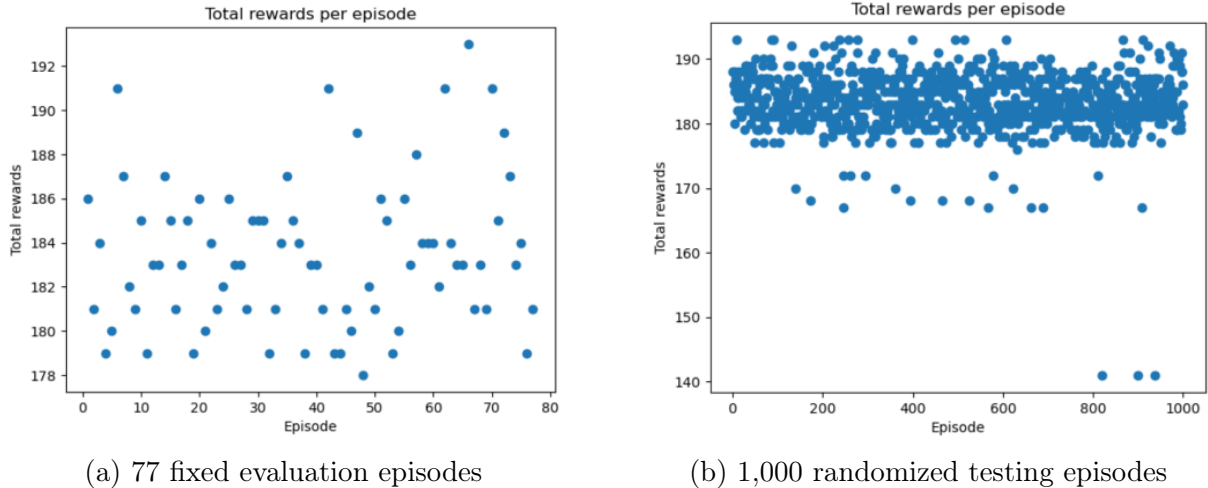 Total rewards per episode
192
190
188
186
184
182
180
178
Total rewards
0 10 20 30 40 50 60 70 80
Episode
(a) 77 fixed evaluation episodes
Total rewards per episode
190
180
170
160
150
140
Total rewards
0 200 400 600 800 1000
Episode
(b) 1,000 randomized testing episodes